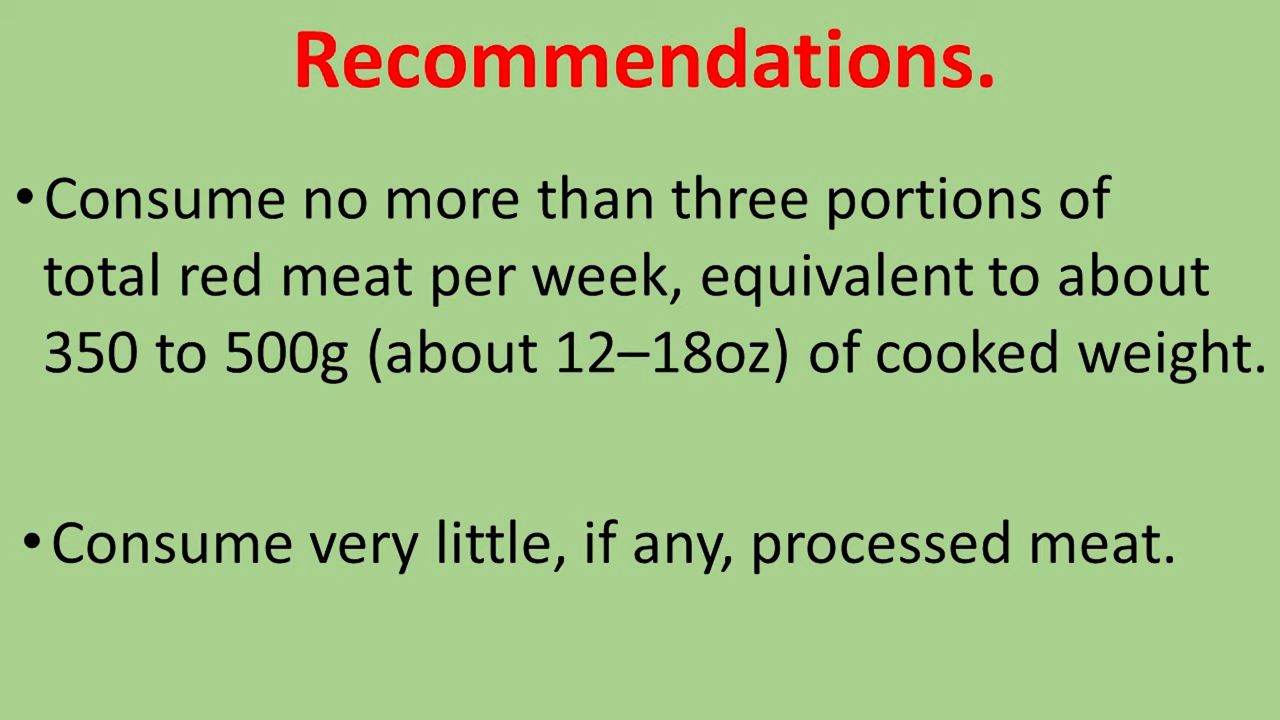 Recommendations.
•Consume no more than three portions of
total red meat per week, equivalent to about
350 to 500g (about 12–18oz) of cooked weight.
•Consume very little, if any, processed meat.